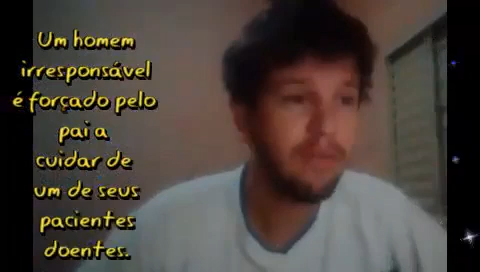 Um homem
irresponsável
é forçado pelo
pai a
cuidar de
um de seus
pacientes
doentes.